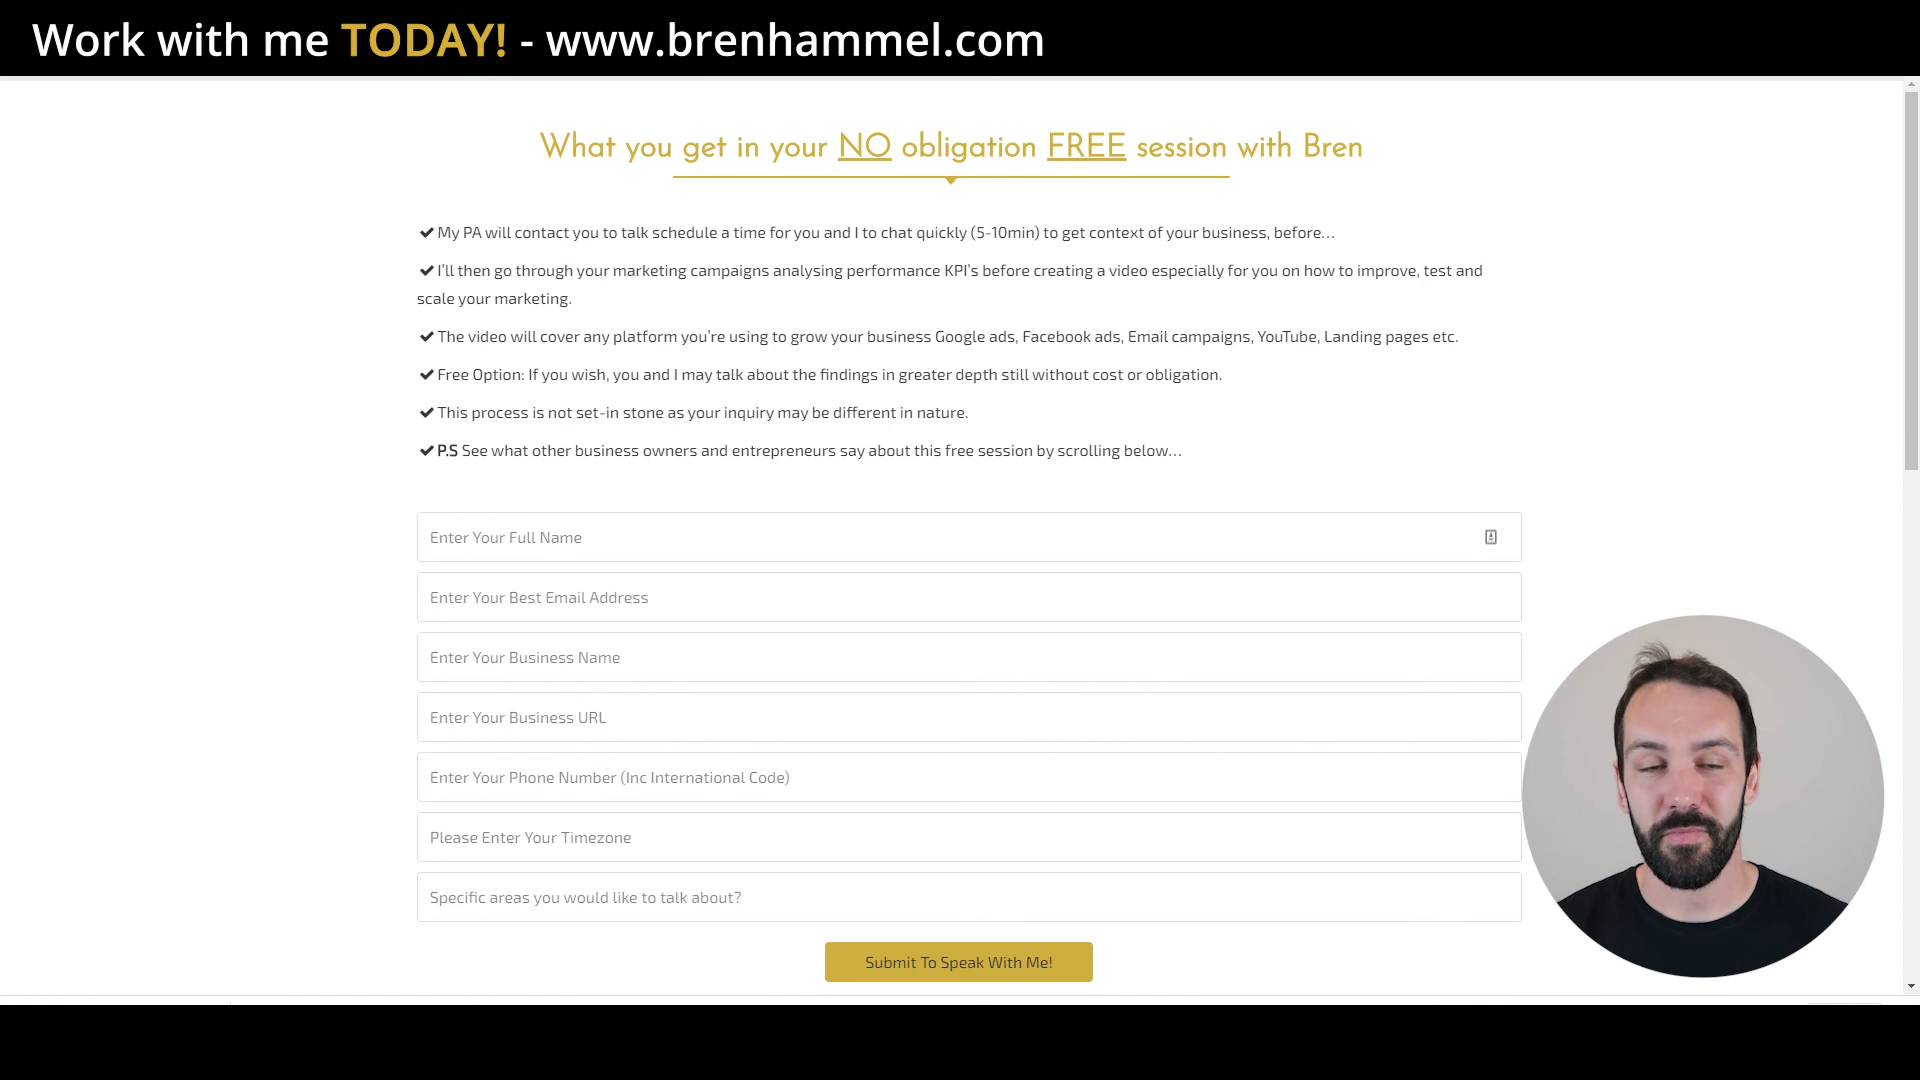 Work with me TODAY! - www.brenhammel.com
What you get in your NO obligation FREE session with Bren
✔ My PA will contact you to talk schedule a time for you and I to chat quickly (5-10min) to get context of your business, before…
✔ I'll then go through your marketing campaigns analysing performance KPI's before creating a video especially for you on how to improve, test and
scale your marketing.
✔ The video will cover any platform you're using to grow your business Google ads, Facebook ads, Email campaigns, YouTube, Landing pages etc.
✔ Free Option: If you wish, you and I may talk about the findings in greater depth still without cost or obligation.
✔ This process is not set-in stone as your inquiry may be different in nature.
✔ P.S See what other business owners and entrepreneurs say about this free session by scrolling below…
Enter Your Full Name
Enter Your Best Email Address
Enter Your Business Name
Enter Your Business URL
Enter Your Phone Number (Inc International Code)
Please Enter Your Timezone
Specific areas you would like to talk about?
Submit To Speak With Me!